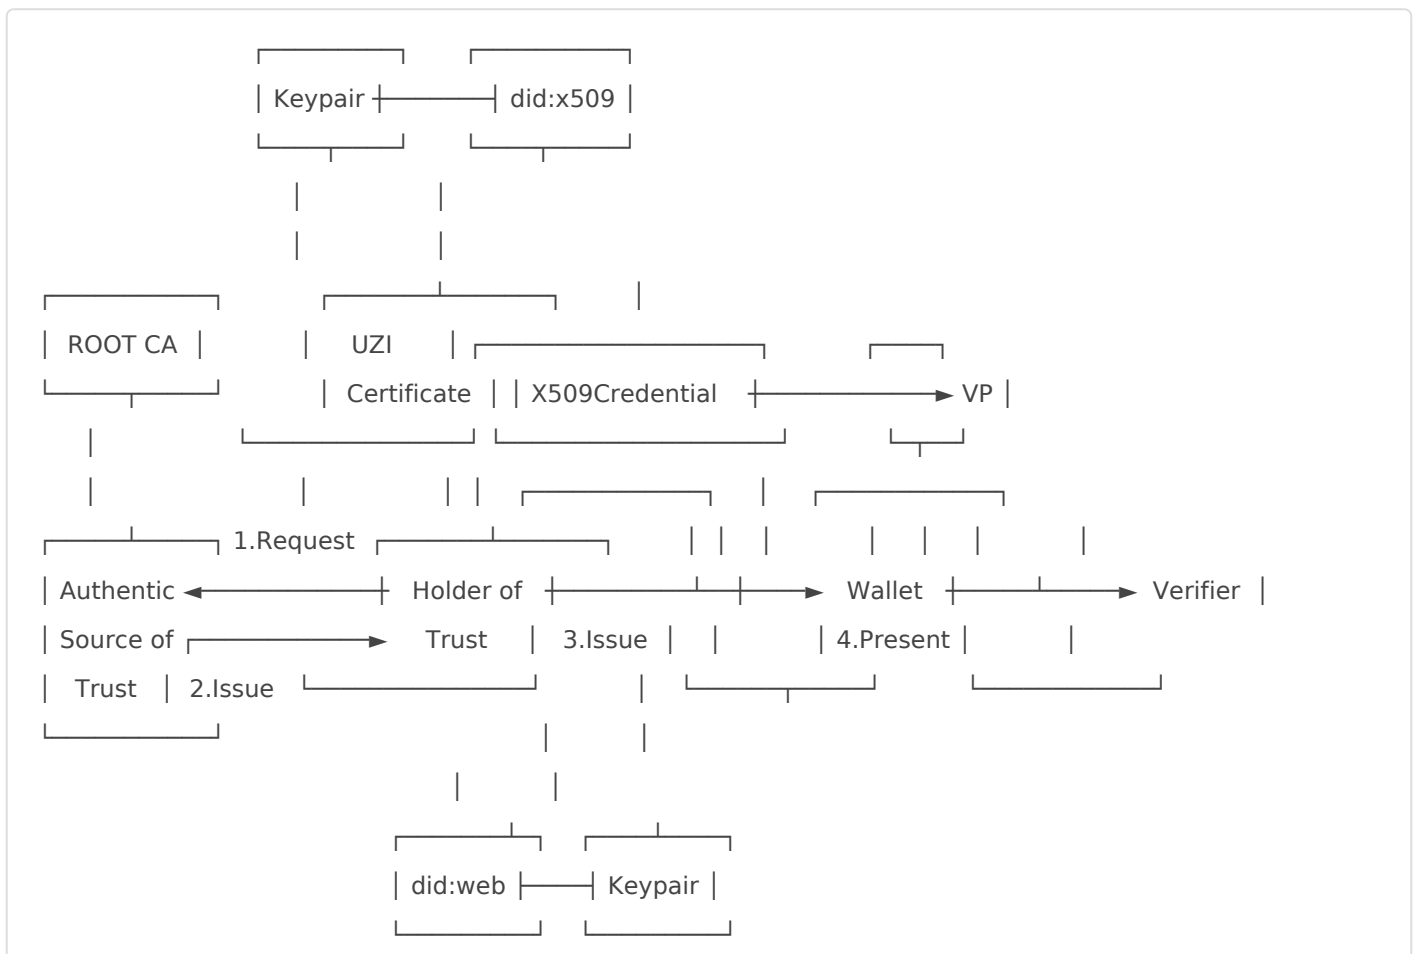 Keypair did:x509
ROOT CA UZI
Certificate X509Credential VP
1.Request
Authentic Holder of Wallet Verifier
Source of Trust 3.Issue 4.Present
Trust 2.Issue
did:web Keypair